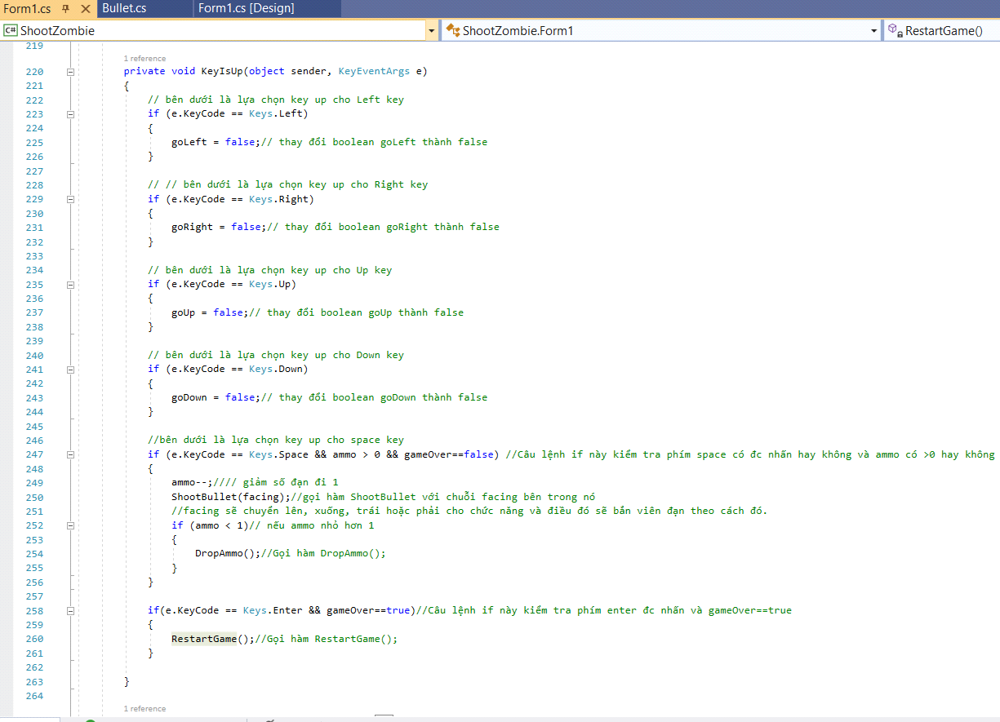 Form1.cs Bullet.cs Form1.cs [Design]
C# ShootZombie ShootZombie.Form1 RestartGame()
219
1 reference
220 private void KeyIsUp(object sender, KeyEventArgs e)
221 {
222 // bên dưới là lựa chọn key up cho Left key
223 if (e.KeyCode == Keys.Left)
224 {
225 goLeft = false;// thay đổi boolean goLeft thành false
226 }
227
228 // // bên dưới là lựa chọn key up cho Right key
229 if (e.KeyCode == Keys.Right)
230 {
231 goRight = false;// thay đổi boolean goRight thành false
232 }
233
234 // bên dưới là lựa chọn key up cho Up key
235 if (e.KeyCode == Keys.Up)
236 {
237 goUp = false;// thay đổi boolean goUp thành false
238 }
239
240 // bên dưới là lựa chọn key up cho Down key
241 if (e.KeyCode == Keys.Down)
242 {
243 goDown = false;// thay đổi boolean goDown thành false
244 }
245
246 //bên dưới là lựa chọn key up cho space key
247 if (e.KeyCode == Keys.Space && ammo > 0 && gameOver==false) //Câu lệnh if này kiểm tra phím space có đc nhấn hay không và ammo có >0 hay không
248 {
249 ammo--;//// giảm số đạn đi 1
250 ShootBullet(facing);//gọi hàm ShootBullet với chuỗi facing bên trong nó
251 //facing sẽ chuyển lên, xuống, trái hoặc phải cho chức năng và điều đó sẽ bắn viên đạn theo cách đó.
252 if (ammo < 1)// nếu ammo nhỏ hơn 1
253 {
254 DropAmmo();//Gọi hàm DropAmmo();
255 }
256 }
257
258 if(e.KeyCode == Keys.Enter && gameOver==true)//Câu lệnh if này kiểm tra phím enter đc nhấn và gameOver==true
259 {
260 RestartGame();//Gọi hàm RestartGame();
261 }
262
263 }
264
1 reference